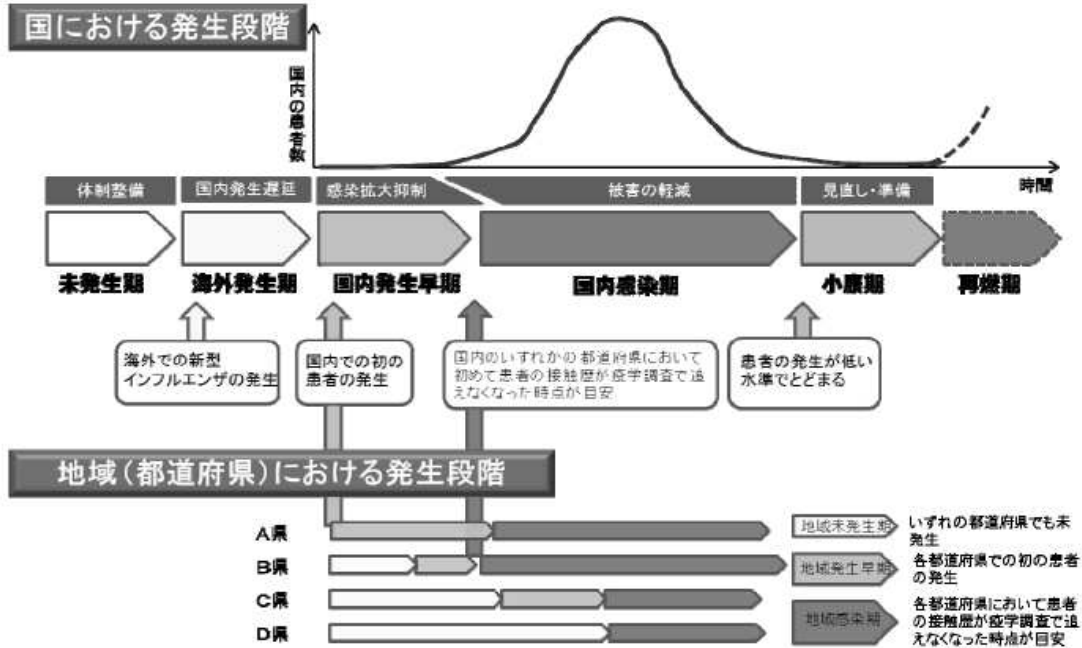 国における発生段階
国内の患者数
時間
体制整備
国内発生遅延
感染拡大抑制
被害の軽減
見直し・準備
未発生期
海外発生期
国内発生早期
国内感染期
小康期
再燃期
海外での新型
インフルエンザの発生
国内での初の
患者の発生
国内のいずれかの都道府県において
初めて患者の接触歴が疫学調査で追
えなくなった時点が目安
患者の発生が低い
水準でとどまる
地域（都道府県）における発生段階
A県
B県
C県
D県
地域未発生期
いずれの都道府県でも未
発生
地域発生早期
各都道府県での初の患者
の発生
地域感染期
各都道府県において患者
の接触歴が疫学調査で追
えなくなった時点が目安